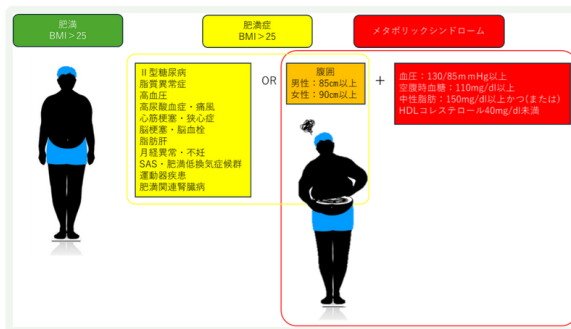 肥満
BMI＞25
肥満症
BMI＞25
メタボリックシンドローム
Ⅱ型糖尿病
脂質異常症
高血圧
高尿酸血症・痛風
心筋梗塞・狭心症
脳梗塞・脳血栓
脂肪肝
月経異常・不妊
SAS・肥満低換気症候群
運動器疾患
肥満関連腎臓病
OR
腹囲
男性：85㎝以上
女性：90㎝以上
+
血圧：130/85ｍｍHg以上
空腹時血糖：110mg/dl以上
中性脂肪：150mg/dl以上かつ(または)
HDLコレステロール40mg/dl未満